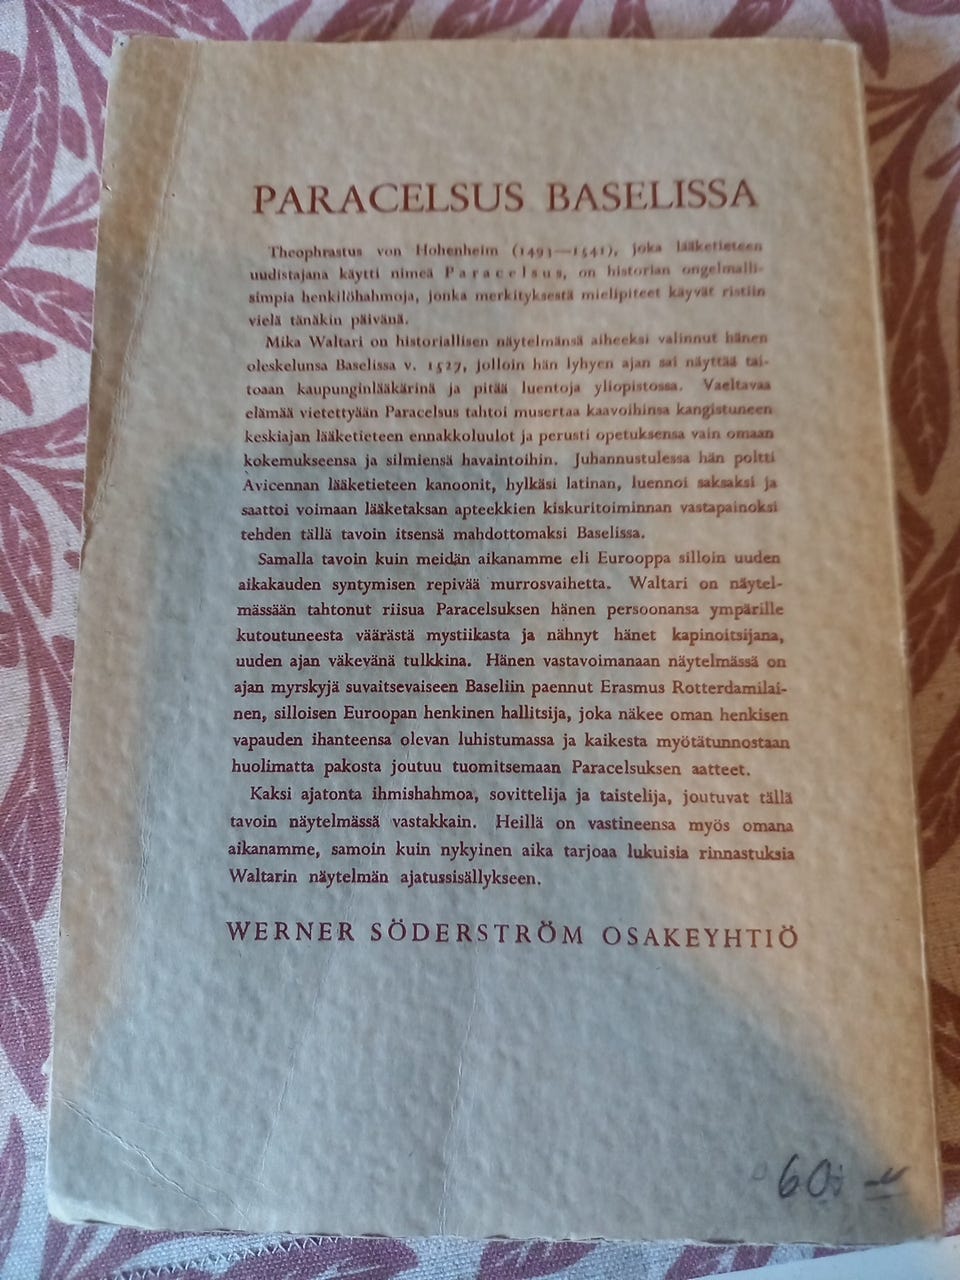 PARACELSUS BASELISSA
Theophrastus von Hohenheim (1493—1541), joka lääketieteen
uudistajana käytti nimeä Paracelsus, on historian ongelmalli-
simpia henkilöhahmoja, jonka merkityksestä mielipiteet käyvät ristiin
vielä tänäkin päivänä.
Mika Waltari on historiallisen näytelmänsä aiheeksi valinnut hänen
oleskelunsa Baselissa v. 1527, jolloin hän lyhyen ajan sai näyttää tai-
toaan kaupunginlääkärinä ja pitää luentoja yliopistossa. Vaeltavaa
elämää vietettyään Paracelsus tahtoi musertaa kaavoihinsa kangistuneen
keskiajan lääketieteen ennakkoluulot ja perusti opetuksensa vain omaan
kokemukseensa ja silmiensä havaintoihin. Juhannustulessa hän poltti
Avicennan lääketieteen kanoonit, hylkäsi latinan, luennoi saksaksi ja
saattoi voimaan lääketaksan apteekkien kiskuritoiminnan vastapainoksi
tehden tällä tavoin itsensä mahdottomaksi Baselissa.
Samalla tavoin kuin meidän aikanamme eli Eurooppa silloin uuden
aikakauden syntymisen repivää murrosvaihetta. Waltari on näytel-
mässään tahtonut riisua Paracelsuksen hänen persoonansa ympärille
kutoutuneesta väärästä mystiikasta ja nähnyt hänet kapinoitsijana,
uuden ajan väkevänä tulkkina. Hänen vastavoimanaan näytelmässä on
ajan myrskyjä suvaitsevaiseen Baseliin paennut Erasmus Rotterdamilai-
nen, silloisen Euroopan henkinen hallitsija, joka näkee oman henkisen
vapauden ihanteensa olevan luhistumassa ja kaikesta myötätunnostaan
huolimatta pakosta joutuu tuomitsemaan Paracelsuksen aatteet.
Kaksi ajatonta ihmishahmoa, sovittelija ja taistelija, joutuvat tällä
tavoin näytelmässä vastakkain. Heillä on vastineensa myös omana
aikanamme, samoin kuin nykyinen aika tarjoaa lukuisia rinnastuksia
Waltarin näytelmän ajatussisällykseen.
WERNER SÖDERSTRÖM OSAKEYHTIÖ